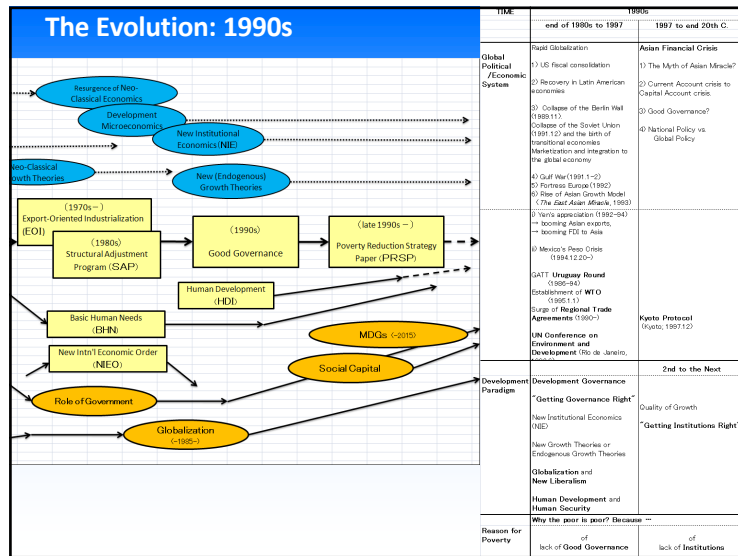 The Evolution: 1990s
Resurgence of Neo-
Classical Economics
Development
Microeconomics
New Institutional
Economics (NIE)
Neo-Classical
Growth Theories
New (Endogenous)
Growth Theories
(1970s－)
Export-Oriented Industrialization
(EOI)
(1980s)
Structural Adjustment
Program (SAP)
(1990s)
Good Governance
(late 1990s－)
Poverty Reduction Strategy
Paper (PRSP)
Human Development
(HDI)
Basic Human Needs
(BHN)
New Intn'l Economic Order
(NIEO)
MDGs (-2015)
Social Capital
Role of Government
Globalization
(-1985-)
TIME
1990s
end of 1980s to 1997
1997 to end 20th C.
Global
Political
/Economic
System
Rapid Globalization
1) US fiscal consolidation
2) Recovery in Latin American
economies
3) Collapse of the Berlin Wall
(1989.11).
Collapse of the Soviet Union
(1991.12) and the birth of
transitional economies
Marketization and integration to
the global economy
4) Gulf War(1991.1-2)
5) Fortress Europe(1992)
6) Rise of Asian Growth Model
(The East Asian Miracle, 1993)
Asian Financial Crisis
1) The Myth of Asian Miracle?
2) Current Account crisis to
Capital Account crisis.
3) Good Governance?
4) National Policy vs.
Global Policy
i) Yen's appreciation (1992-94)
→ booming Asian exports,
→ booming FDI to Asia
ii) Mexico's Peso Crisis
(1994.12.20-)
GATT Uruguay Round
(1986-94)
Establishment of WTO
(1995.1.1)
Surge of Regional Trade
Agreements (1990-)
UN Conference on
Environment and
Development (Rio de Janeiro,
Kyoto Protocol
(Kyoto; 1997.12)
2nd to the Next
Development
Paradigm
Development Governance
"Getting Governance Right"
New Institutional Economics
(NIE)
New Growth Theories or
Endogenous Growth Theories
Globalization and
New Liberalism
Human Development and
Human Security
Quality of Growth
"Getting Institutions Right"
Why the poor is poor? Because …
Reason for
Poverty
of
lack of Good Governance
of
lack of Institutions